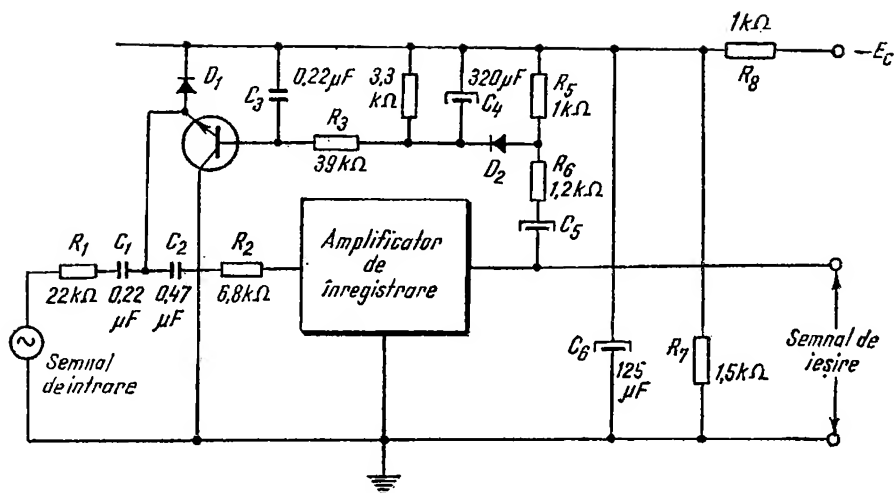 1kΩ
R8
−EC
D1
0,22µF
C3
3,3
kΩ
320µF
C4
R5
1kΩ
R3
39kΩ
D2
R6
1,2kΩ
C5
R1
22kΩ
C1
0,22
µF
C2
0,47
µF
R2
6,8kΩ
Amplificator
de
înregistrare
Semnal
de intrare
C6
125
µF
R7
1,5kΩ
Semnal de
ieșire